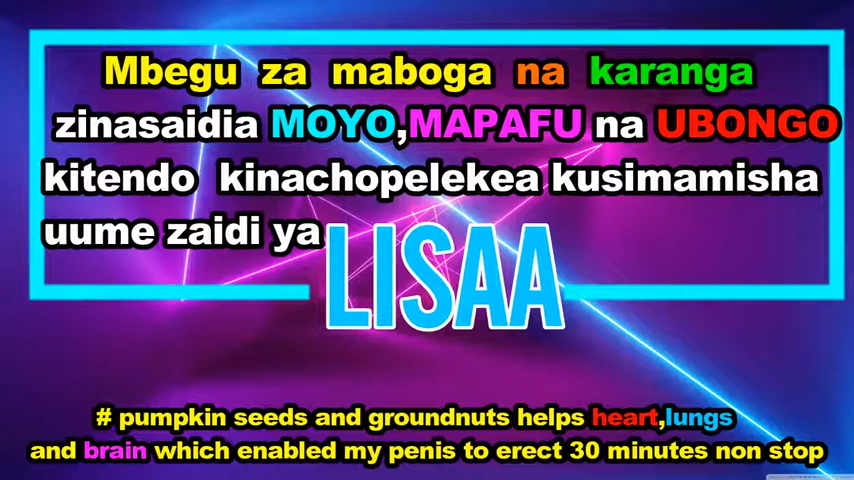 Mbegu za maboga na karanga
zinasaidia MOYO,MAPAFU na UBONGO
kitendo kinachopelekea kusimamisha
uume zaidi ya LISAA
# pumpkin seeds and groundnuts helps heart,lungs
and brain which enabled my penis to erect 30 minutes non stop